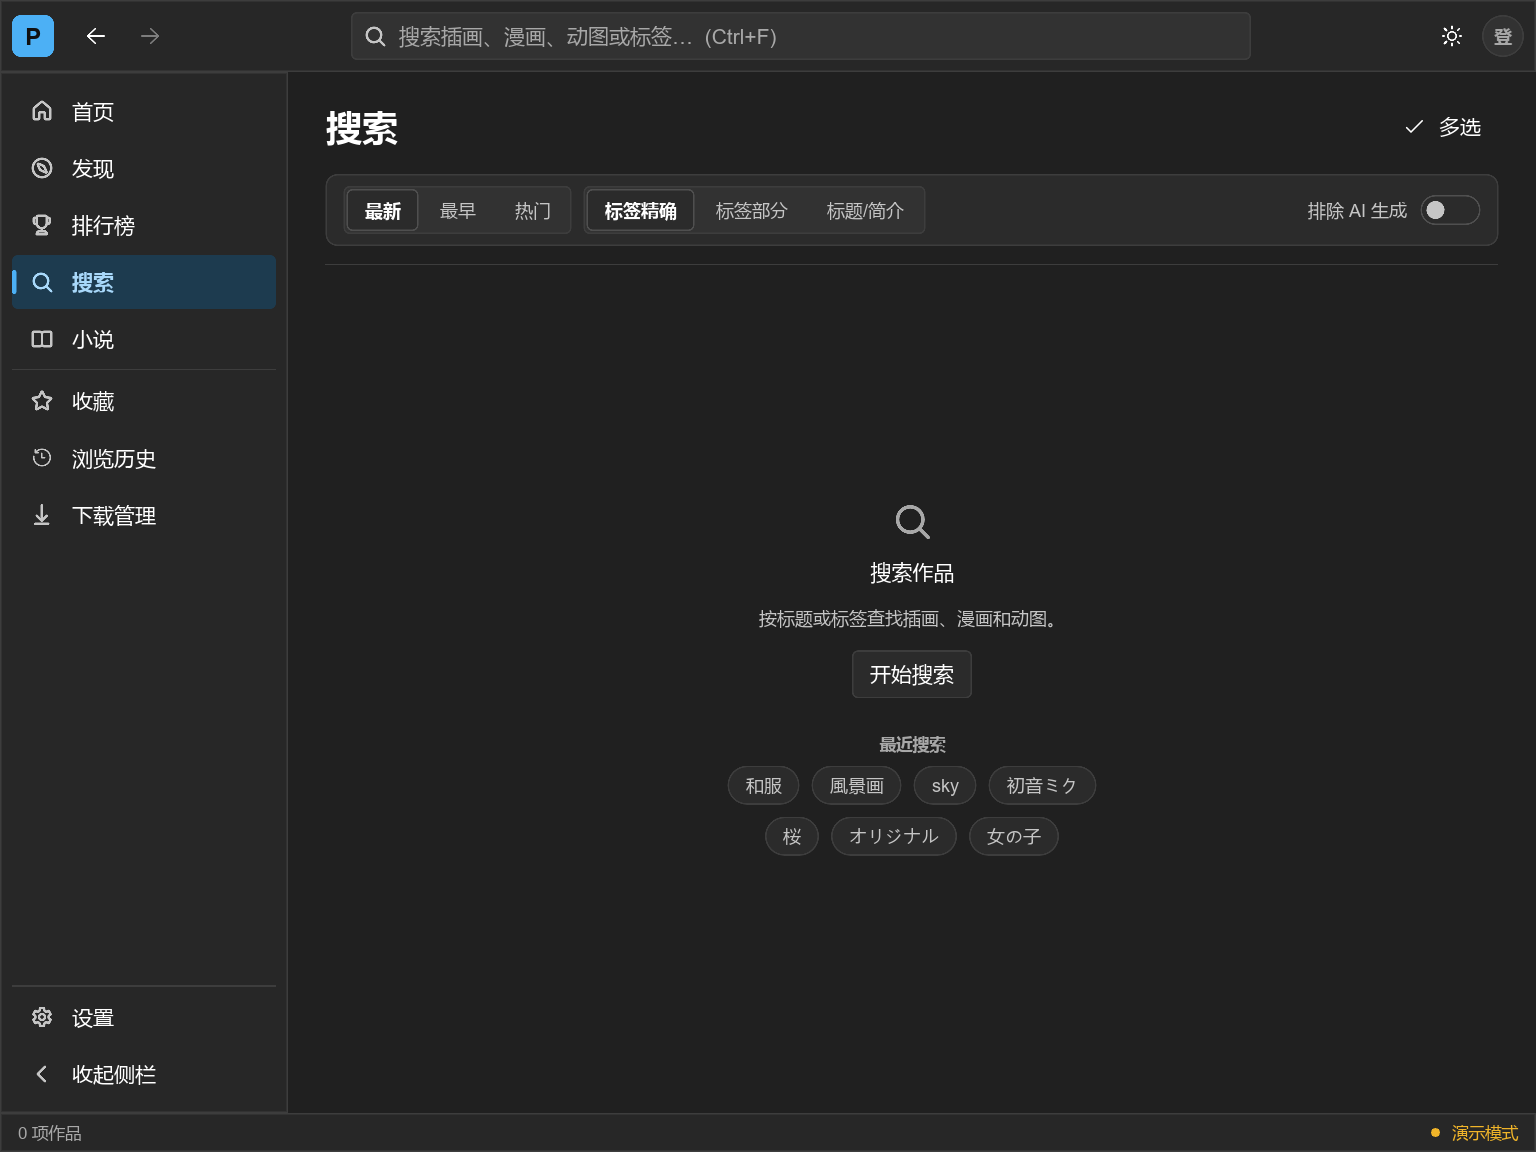 P
搜索插画、漫画、动图或标签… (Ctrl+F)
登
首页
发现
排行榜
搜索
小说
收藏
浏览历史
下载管理
设置
收起侧栏
搜索
多选
最新 最早 热门 标签精确 标签部分 标题/简介 排除 AI 生成
搜索作品
按标题或标签查找插画、漫画和动图。
开始搜索
最近搜索
和服 風景画 sky 初音ミク
桜 オリジナル 女の子
0 项作品
演示模式